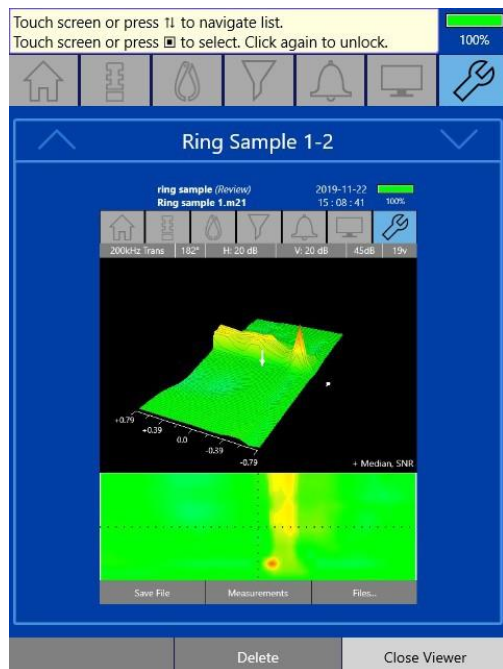 Touch screen or press ↑↓ to navigate list.
Touch screen or press ▣ to select. Click again to unlock.
100%
Ring Sample 1-2
ring sample (Review) 2019-11-22
Ring sample 1.m21 15 : 08 : 41 100%
200kHz Trans 182° H: 20 dB V: 20 dB 45dB 19v
+0.79
+0.39
0.0
-0.39
-0.79
+ Median, SNR
Save File Measurements Files...
Delete Close Viewer